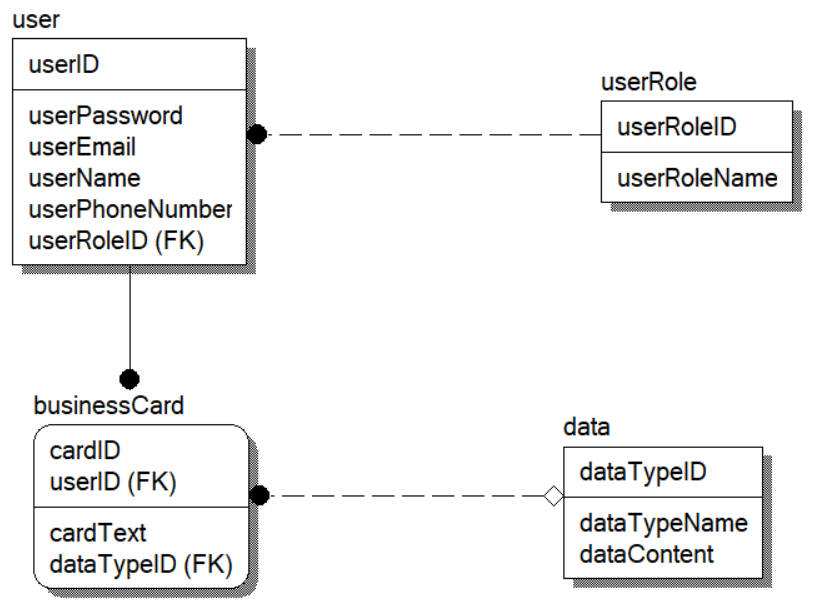 user
userID
userPassword
userEmail
userName
userPhoneNumber
userRoleID (FK)
userRole
userRoleID
userRoleName
businessCard
cardID
userID (FK)
cardText
dataTypeID (FK)
data
dataTypeID
dataTypeName
dataContent